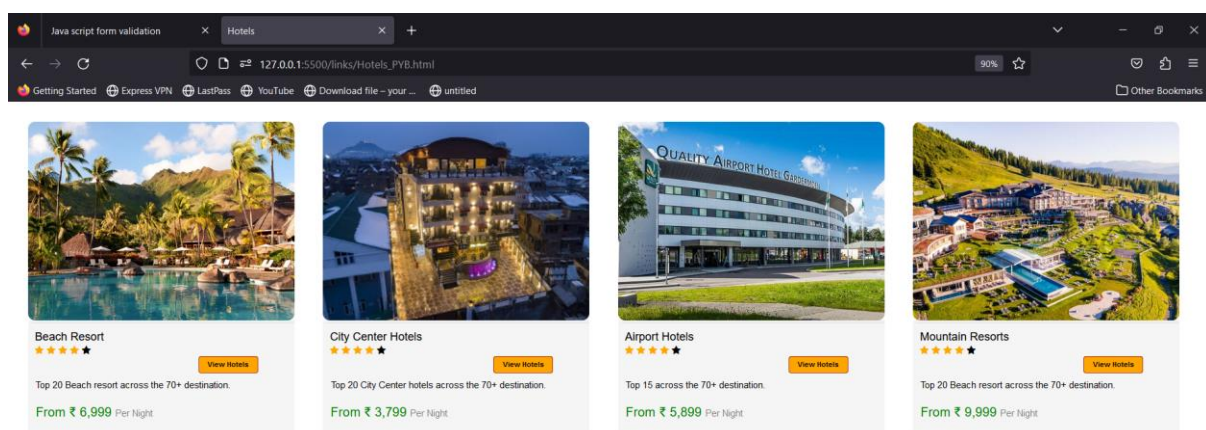 Java script form validation
Hotels
127.0.0.1:5500/links/Hotels_PYB.html
90%
Getting Started Express VPN LastPass YouTube Download file – your ... untitled Other Bookmarks
QUALITY AIRPORT HOTEL GARDERMOEN
Beach Resort
View Hotels
Top 20 Beach resort across the 70+ destination.
From ₹ 6,999 Per Night
City Center Hotels
View Hotels
Top 20 City Center hotels across the 70+ destination.
From ₹ 3,799 Per Night
Airport Hotels
View Hotels
Top 15 across the 70+ destination.
From ₹ 5,899 Per Night
Mountain Resorts
View Hotels
Top 20 Beach resort across the 70+ destination.
From ₹ 9,999 Per Night